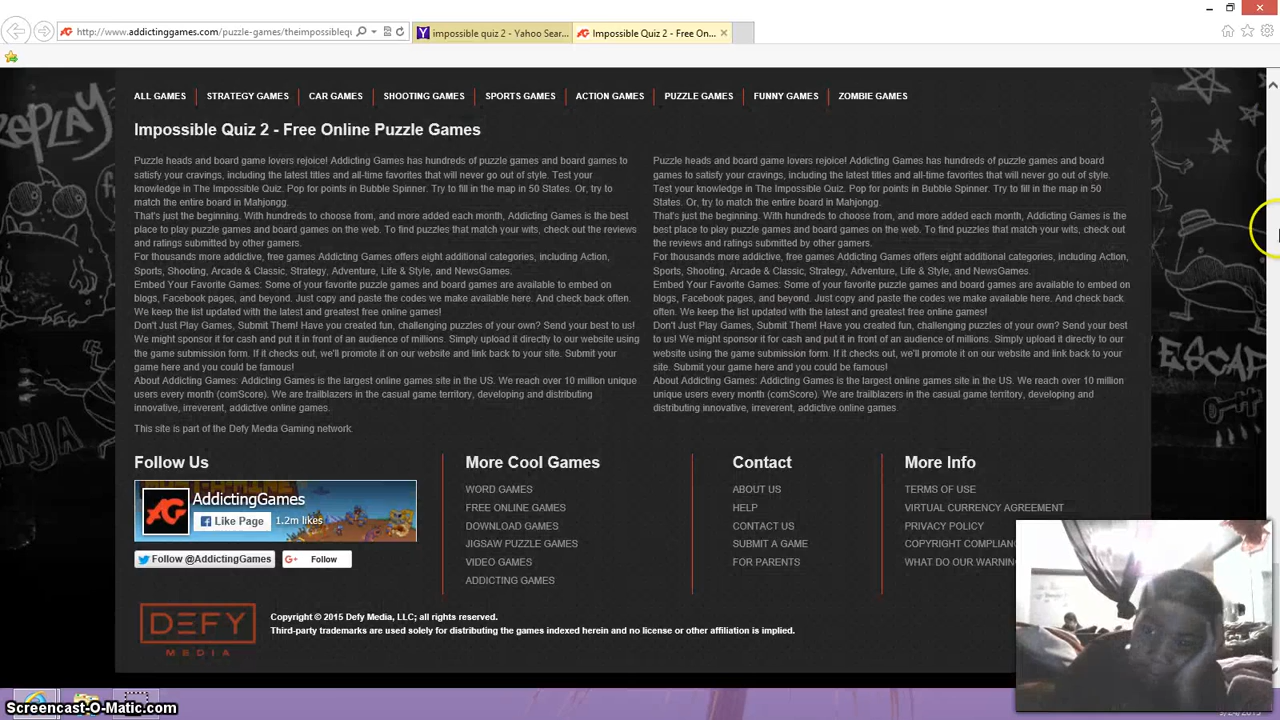 http://www.addictinggames.com/puzzle-games/theimpossiblequ
impossible quiz 2 - Yahoo Sear...
Impossible Quiz 2 - Free On...
ALL GAMES STRATEGY GAMES CAR GAMES SHOOTING GAMES SPORTS GAMES ACTION GAMES PUZZLE GAMES FUNNY GAMES ZOMBIE GAMES
Impossible Quiz 2 - Free Online Puzzle Games
Puzzle heads and board game lovers rejoice! Addicting Games has hundreds of puzzle games and board games to
satisfy your cravings, including the latest titles and all-time favorites that will never go out of style. Test your
knowledge in The Impossible Quiz. Pop for points in Bubble Spinner. Try to fill in the map in 50 States. Or, try to
match the entire board in Mahjongg.
That's just the beginning. With hundreds to choose from, and more added each month, Addicting Games is the best
place to play puzzle games and board games on the web. To find puzzles that match your wits, check out the reviews
and ratings submitted by other gamers.
For thousands more addictive, free games Addicting Games offers eight additional categories, including Action,
Sports, Shooting, Arcade & Classic, Strategy, Adventure, Life & Style, and NewsGames.
Embed Your Favorite Games: Some of your favorite puzzle games and board games are available to embed on
blogs, Facebook pages, and beyond. Just copy and paste the codes we make available here. And check back often.
We keep the list updated with the latest and greatest free online games!
Don't Just Play Games, Submit Them! Have you created fun, challenging puzzles of your own? Send your best to us!
We might sponsor it for cash and put it in front of an audience of millions. Simply upload it directly to our website
using the game submission form. If it checks out, we'll promote it on our website and link back to your site. Submit your
game here and you could be famous!
About Addicting Games: Addicting Games is the largest online games site in the US. We reach over 10 million unique
users every month (comScore). We are trailblazers in the casual game territory, developing and distributing
innovative, irreverent, addictive online games.
This site is part of the Defy Media Gaming network.
Puzzle heads and board game lovers rejoice! Addicting Games has hundreds of puzzle games and board
games to satisfy your cravings, including the latest titles and all-time favorites that will never go out of style.
Test your knowledge in The Impossible Quiz. Pop for points in Bubble Spinner. Try to fill in the map in 50
States. Or, try to match the entire board in Mahjongg.
That's just the beginning. With hundreds to choose from, and more added each month, Addicting Games is the
best place to play puzzle games and board games on the web. To find puzzles that match your wits, check out
the reviews and ratings submitted by other gamers.
For thousands more addictive, free games Addicting Games offers eight additional categories, including Action,
Sports, Shooting, Arcade & Classic, Strategy, Adventure, Life & Style, and NewsGames.
Embed Your Favorite Games: Some of your favorite puzzle games and board games are available to embed on
blogs, Facebook pages, and beyond. Just copy and paste the codes we make available here. And check back
often. We keep the list updated with the latest and greatest free online games!
Don't Just Play Games, Submit Them! Have you created fun, challenging puzzles of your own? Send your best
to us! We might sponsor it for cash and put it in front of an audience of millions. Simply upload it directly to our
website using the game submission form. If it checks out, we'll promote it on our website and link back to your
site. Submit your game here and you could be famous!
About Addicting Games: Addicting Games is the largest online games site in the US. We reach over 10 million
unique users every month (comScore). We are trailblazers in the casual game territory, developing and
distributing innovative, irreverent, addictive online games
Follow Us
AddictingGames
Like Page 1.2m likes
Follow @AddictingGames
Follow
More Cool Games
WORD GAMES
FREE ONLINE GAMES
DOWNLOAD GAMES
JIGSAW PUZZLE GAMES
VIDEO GAMES
ADDICTING GAMES
Contact
ABOUT US
HELP
CONTACT US
SUBMIT A GAME
FOR PARENTS
More Info
TERMS OF USE
VIRTUAL CURRENCY AGREEMENT
PRIVACY POLICY
COPYRIGHT COMPLIANC
WHAT DO OUR WARNIN
DEFY
MEDIA
Copyright © 2015 Defy Media, LLC; all rights reserved.
Third-party trademarks are used solely for distributing the games indexed herein and no license or other affiliation is implied.
REPLAY
NINJA
ESCAP
Screencast-O-Matic.com
9/24/2015